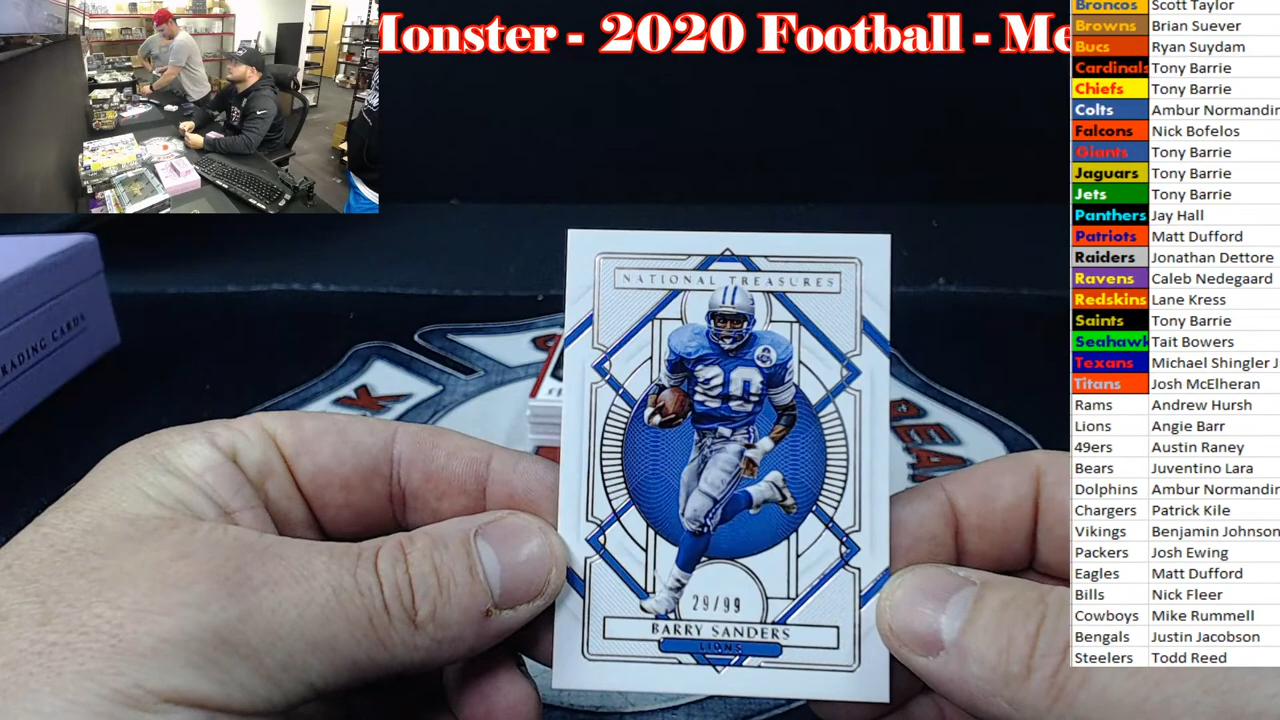 Monster - 2020 Football - Me
Broncos Scott Taylor
Browns Brian Suever
Bucs Ryan Suydam
Cardinals Tony Barrie
Chiefs Tony Barrie
Colts Ambur Normandin
Falcons Nick Bofelos
Giants Tony Barrie
Jaguars Tony Barrie
Jets Tony Barrie
Panthers Jay Hall
Patriots Matt Dufford
Raiders Jonathan Dettore
Ravens Caleb Nedegaard
Redskins Lane Kress
Saints Tony Barrie
Seahawk Tait Bowers
Texans Michael Shingler J
Titans Josh McElheran
Rams Andrew Hursh
Lions Angie Barr
49ers Austin Raney
Bears Juventino Lara
Dolphins Ambur Normandin
Chargers Patrick Kile
Vikings Benjamin Johnson
Packers Josh Ewing
Eagles Matt Dufford
Bills Nick Fleer
Cowboys Mike Rummell
Bengals Justin Jacobson
Steelers Todd Reed
RADING CARDS
NATIONAL TREASURES
20
29/99
BARRY SANDERS
LIONS
K
REA